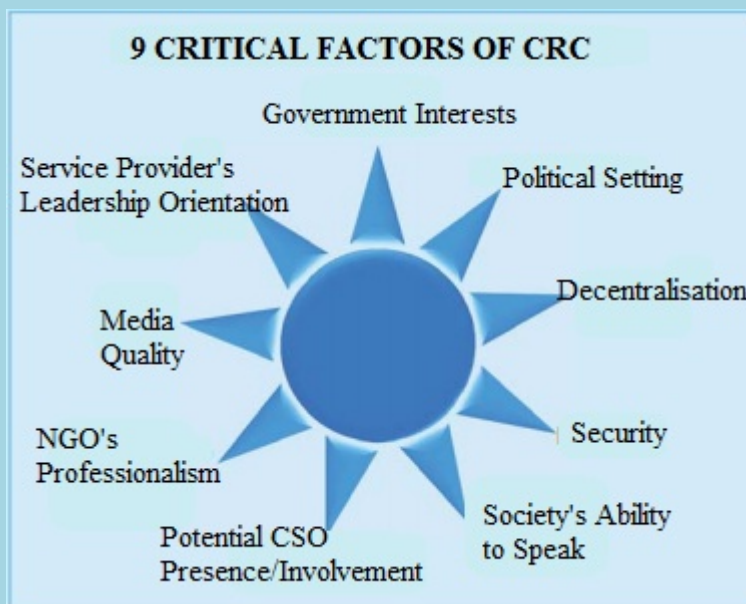 9 CRITICAL FACTORS OF CRC
Government Interests
Service Provider's
Leadership Orientation
Political Setting
Decentralisation
Media
Quality
Security
NGO's
Professionalism
Society's Ability
to Speak
Potential CSO
Presence/Involvement